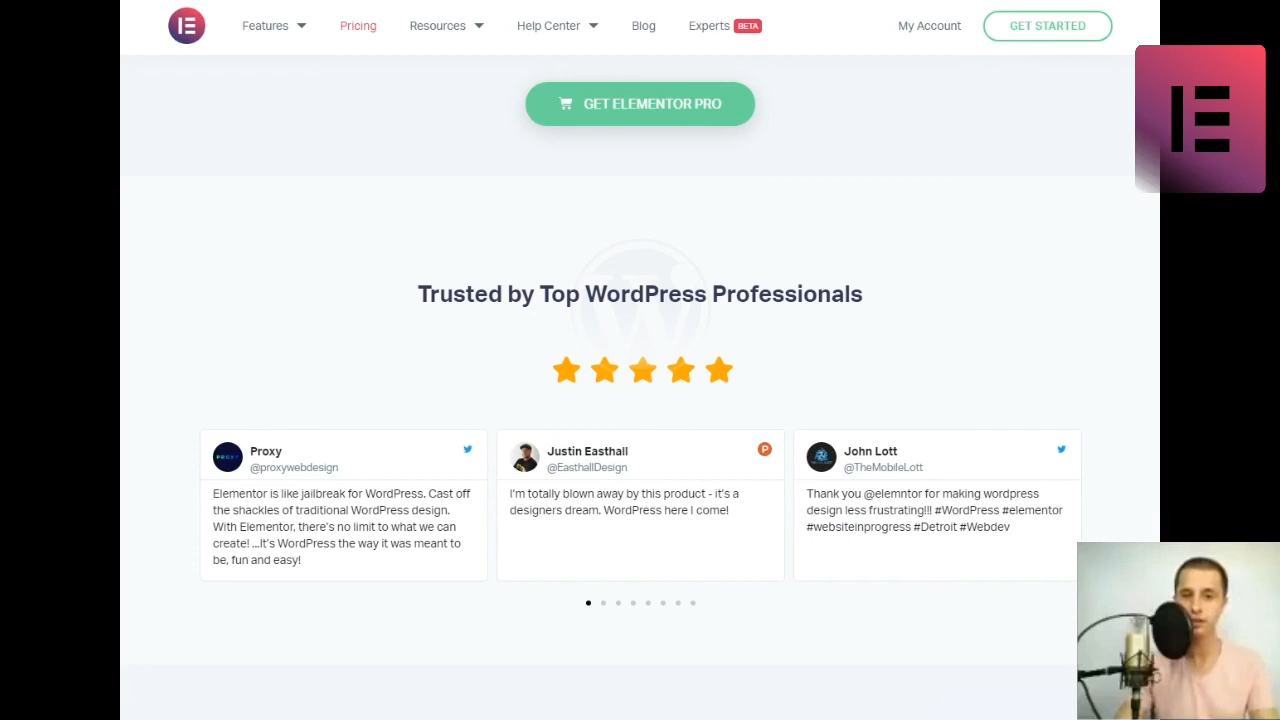 Features Pricing Resources Help Center Blog Experts BETA My Account GET STARTED
GET ELEMENTOR PRO
Trusted by Top WordPress Professionals
Proxy
@proxywebdesign
Elementor is like jailbreak for WordPress. Cast off
the shackles of traditional WordPress design.
With Elementor, there's no limit to what we can
create! ...It's WordPress the way it was meant to
be, fun and easy!
Justin Easthall
@EasthallDesign
I'm totally blown away by this product - it's a
designers dream. WordPress here I come!
John Lott
@TheMobileLott
Thank you @elemntor for making wordpress
design less frustrating!!! #WordPress #elementor
#websiteinprogress #Detroit #Webdev